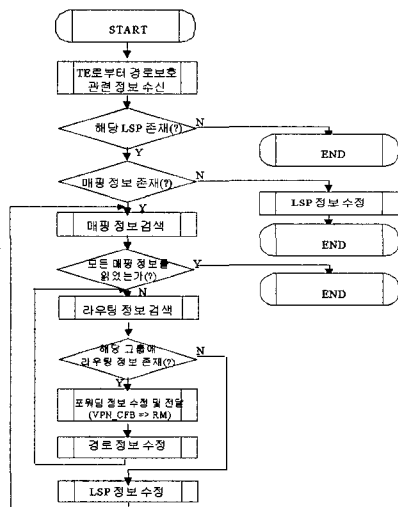 START
TE로부터 경로보호
관련 정보 수신
해당 LSP 존재(?)
N
Y
END
매핑 정보 존재(?)
N
Y
LSP 정보 수정
매핑 정보 검색
END
모든 매핑 정보를
읽었는가(?)
Y
N
END
라우팅 정보 검색
해당 그룹에
라우팅 정보 존재(?)
N
Y
포워딩 정보 수정 및 전달
(VPN_CFB => RM)
경로 정보 수정
LSP 정보 수정